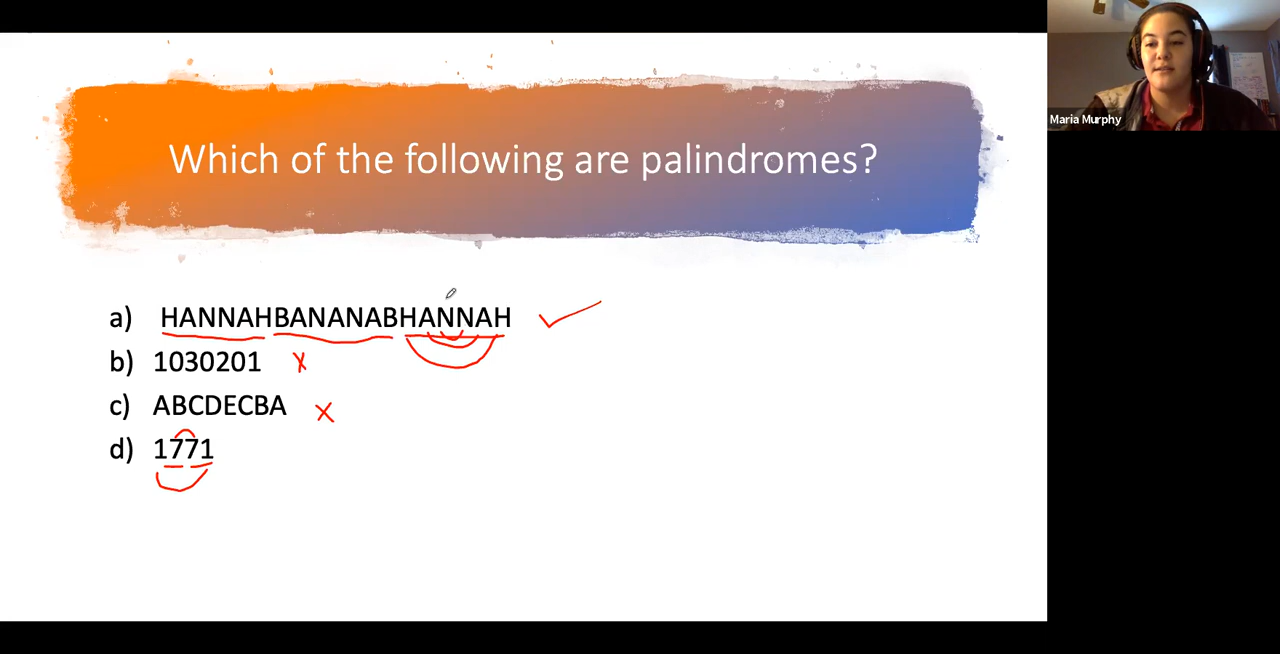 Which of the following are palindromes?
Maria Murphy
a) HANNAHBANANABHANNAH
b) 1030201 x
c) ABCDECBA x
d) 1771